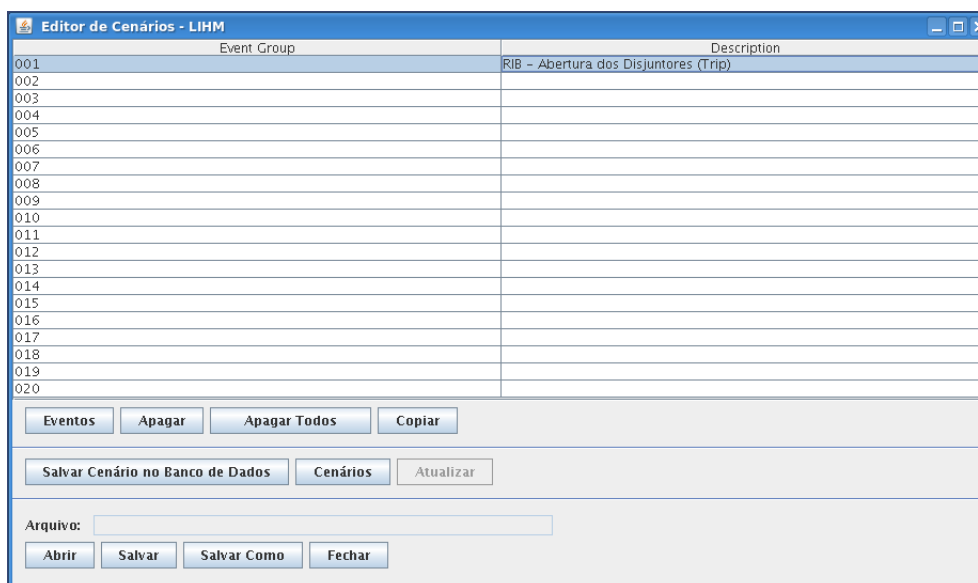 Editor de Cenários - LIHM
Event Group Description
001 RIB - Abertura dos Disjuntores (Trip)
002
003
004
005
006
007
008
009
010
011
012
013
014
015
016
017
018
019
020
Eventos Apagar Apagar Todos Copiar
Salvar Cenário no Banco de Dados Cenários Atualizar
Arquivo:
Abrir Salvar Salvar Como Fechar